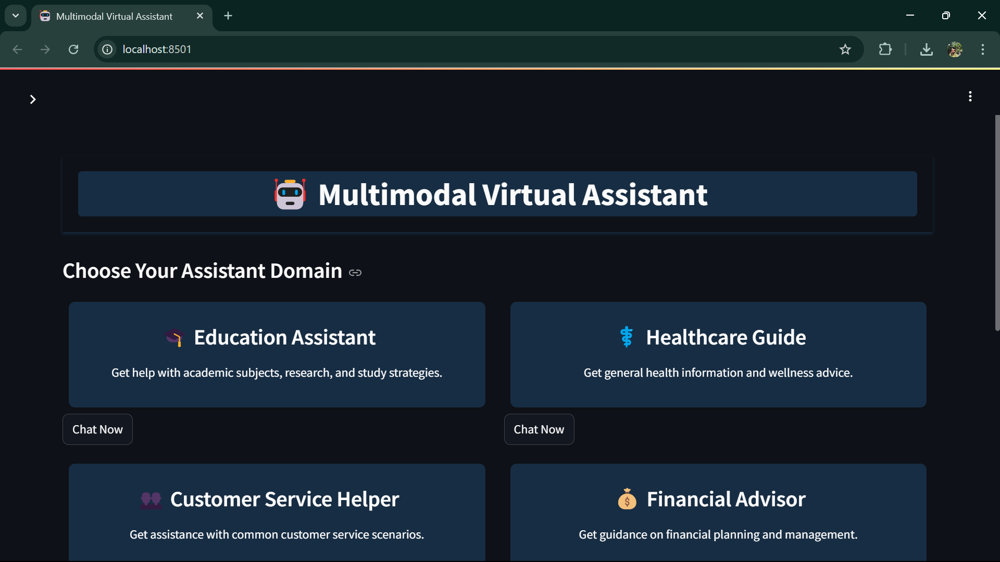 Multimodal Virtual Assistant
localhost:8501
Multimodal Virtual Assistant
Choose Your Assistant Domain
Education Assistant
Get help with academic subjects, research, and study strategies.
Chat Now
Healthcare Guide
Get general health information and wellness advice.
Chat Now
Customer Service Helper
Get assistance with common customer service scenarios.
Financial Advisor
Get guidance on financial planning and management.